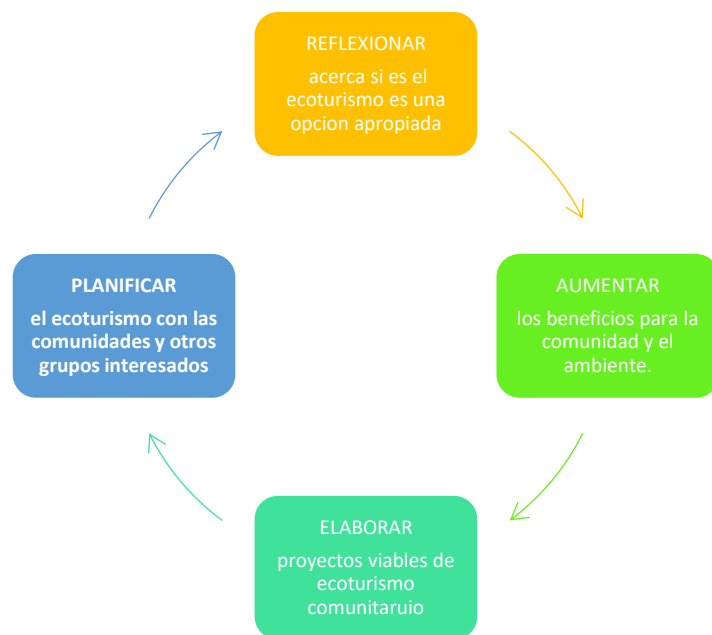 REFLEXIONAR
acerca si es el
ecoturismo es una
opcion apropiada
AUMENTAR
los beneficios para la
comunidad y el
ambiente.
ELABORAR
proyectos viables de
ecoturismo
comunitaruio
PLANIFICAR
el ecoturismo con las
comunidades y otros
grupos interesados